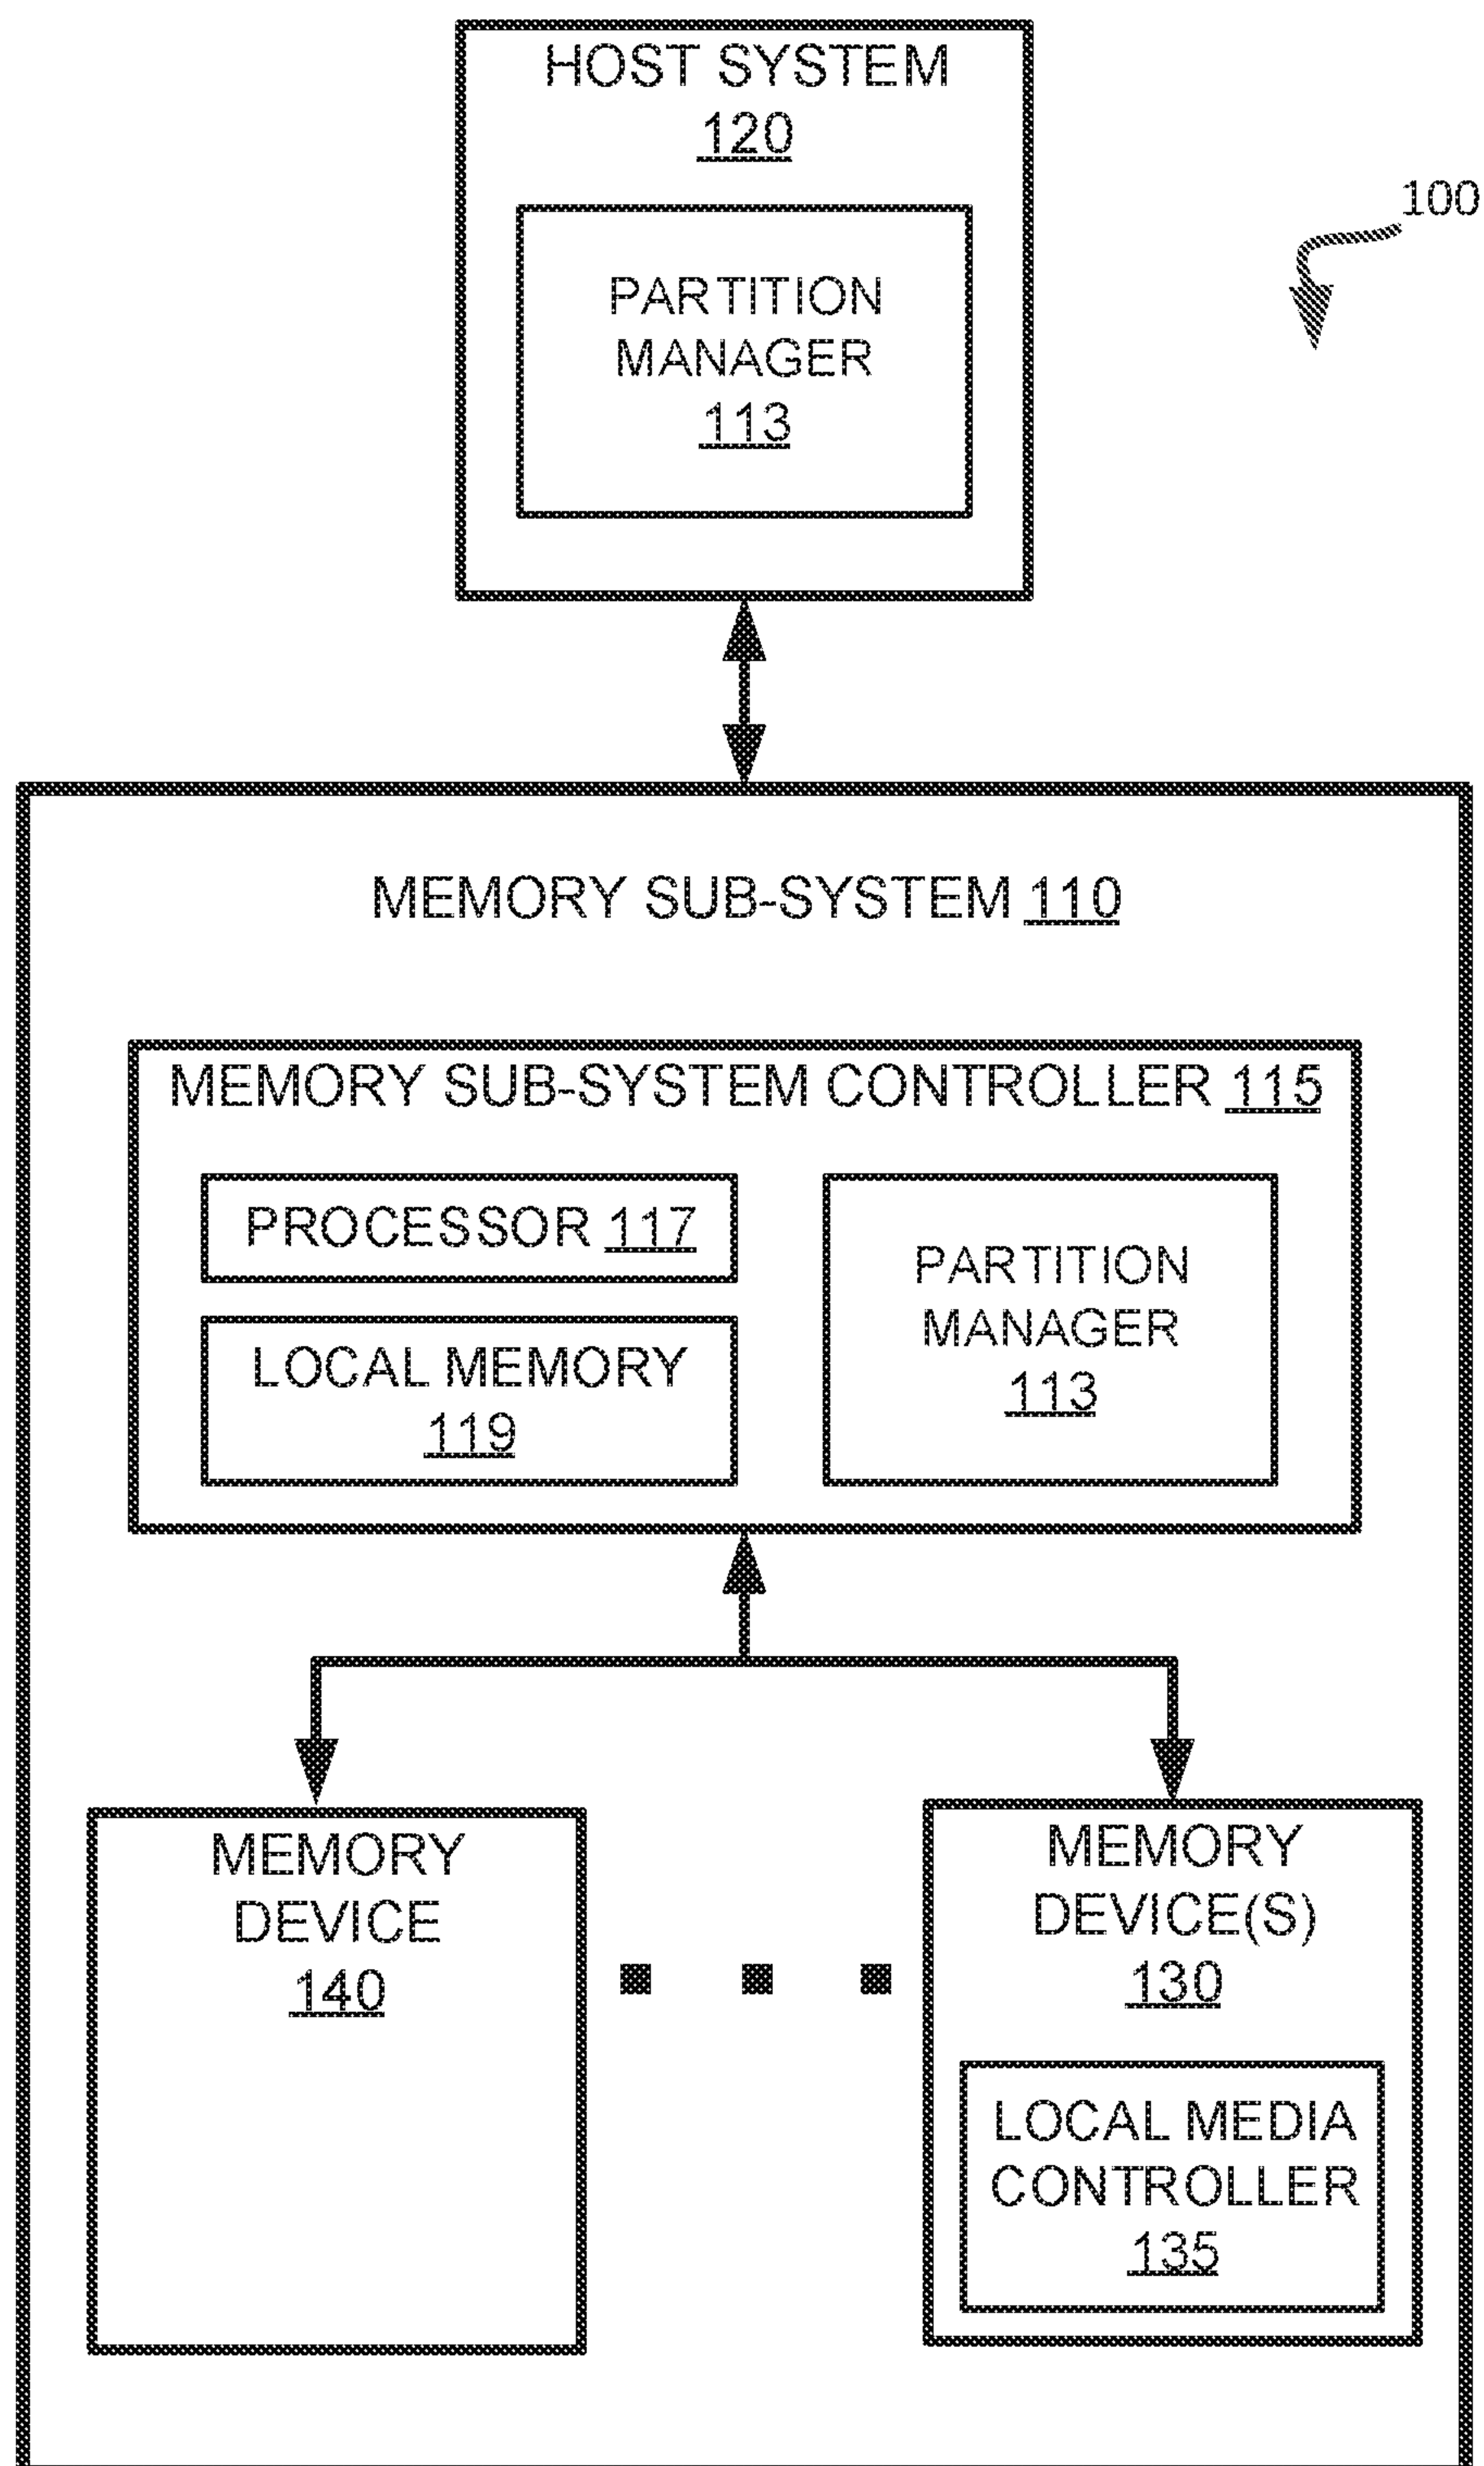 HOST SYSTEM
120
PARTITION
MANAGER
113
100
MEMORY SUB-SYSTEM 110
MEMORY SUB-SYSTEM CONTROLLER 115
PROCESSOR 117
LOCAL MEMORY
119
PARTITION
MANAGER
113
MEMORY
DEVICE
140
MEMORY
DEVICE(S)
130
LOCAL MEDIA
CONTROLLER
135